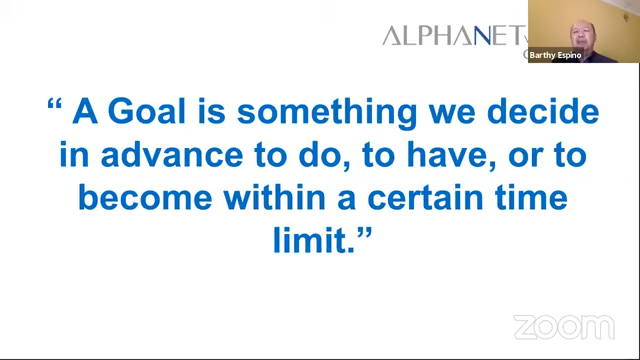 ALPHANET
Barthy Espino
“ A Goal is something we decide
in advance to do, to have, or to
become within a certain time
limit.”
zoom